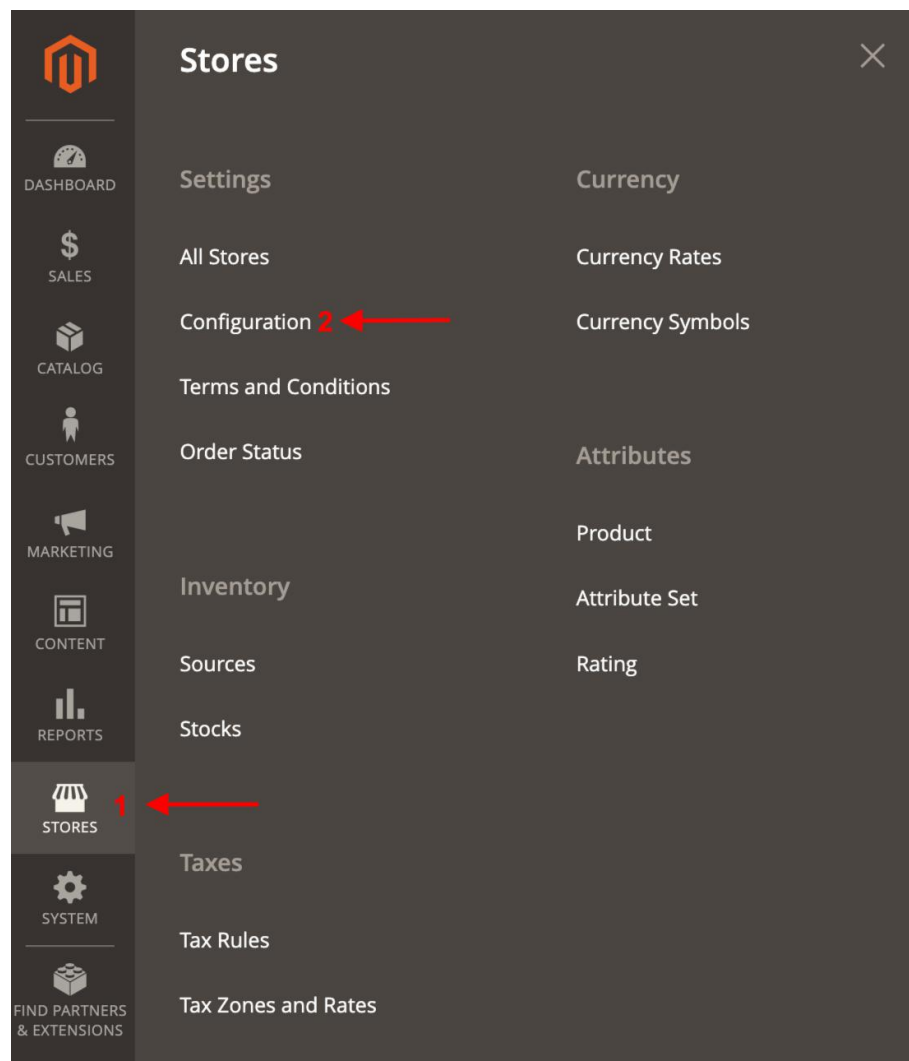 DASHBOARD
SALES
CATALOG
CUSTOMERS
MARKETING
CONTENT
REPORTS
STORES 1
SYSTEM
FIND PARTNERS
& EXTENSIONS
Stores
Settings
All Stores
Configuration 2
Terms and Conditions
Order Status
Inventory
Sources
Stocks
Taxes
Tax Rules
Tax Zones and Rates
Currency
Currency Rates
Currency Symbols
Attributes
Product
Attribute Set
Rating